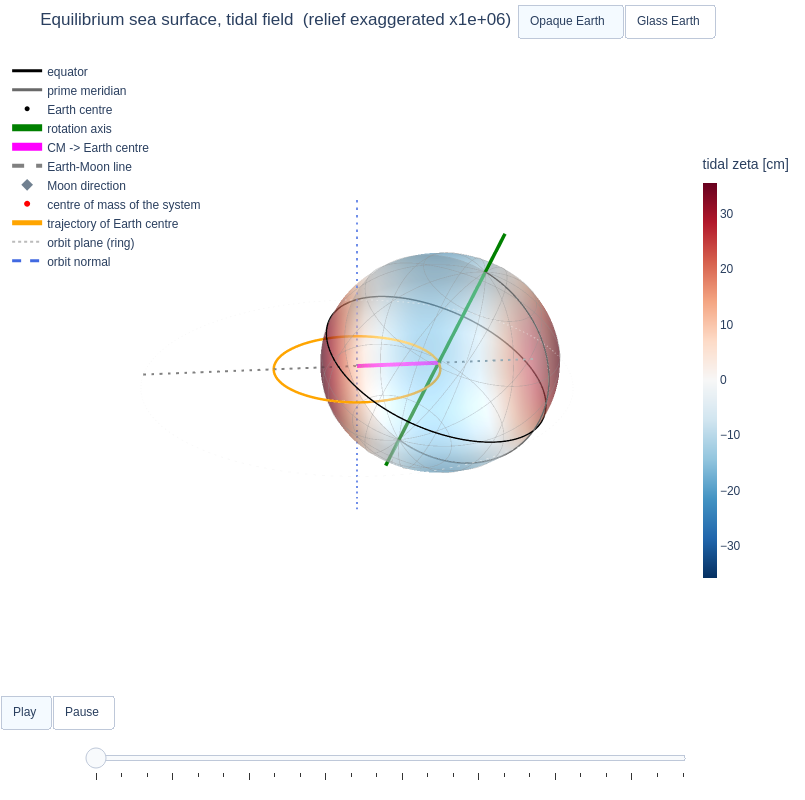 Equilibrium sea surface, tidal field  (relief exaggerated x1e+06)
Opaque Earth
Glass Earth
equator
prime meridian
Earth centre
rotation axis
CM -> Earth centre
Earth-Moon line
Moon direction
centre of mass of the system
trajectory of Earth centre
orbit plane (ring)
orbit normal
tidal zeta [cm]
30
20
10
0
−10
−20
−30
Play
Pause